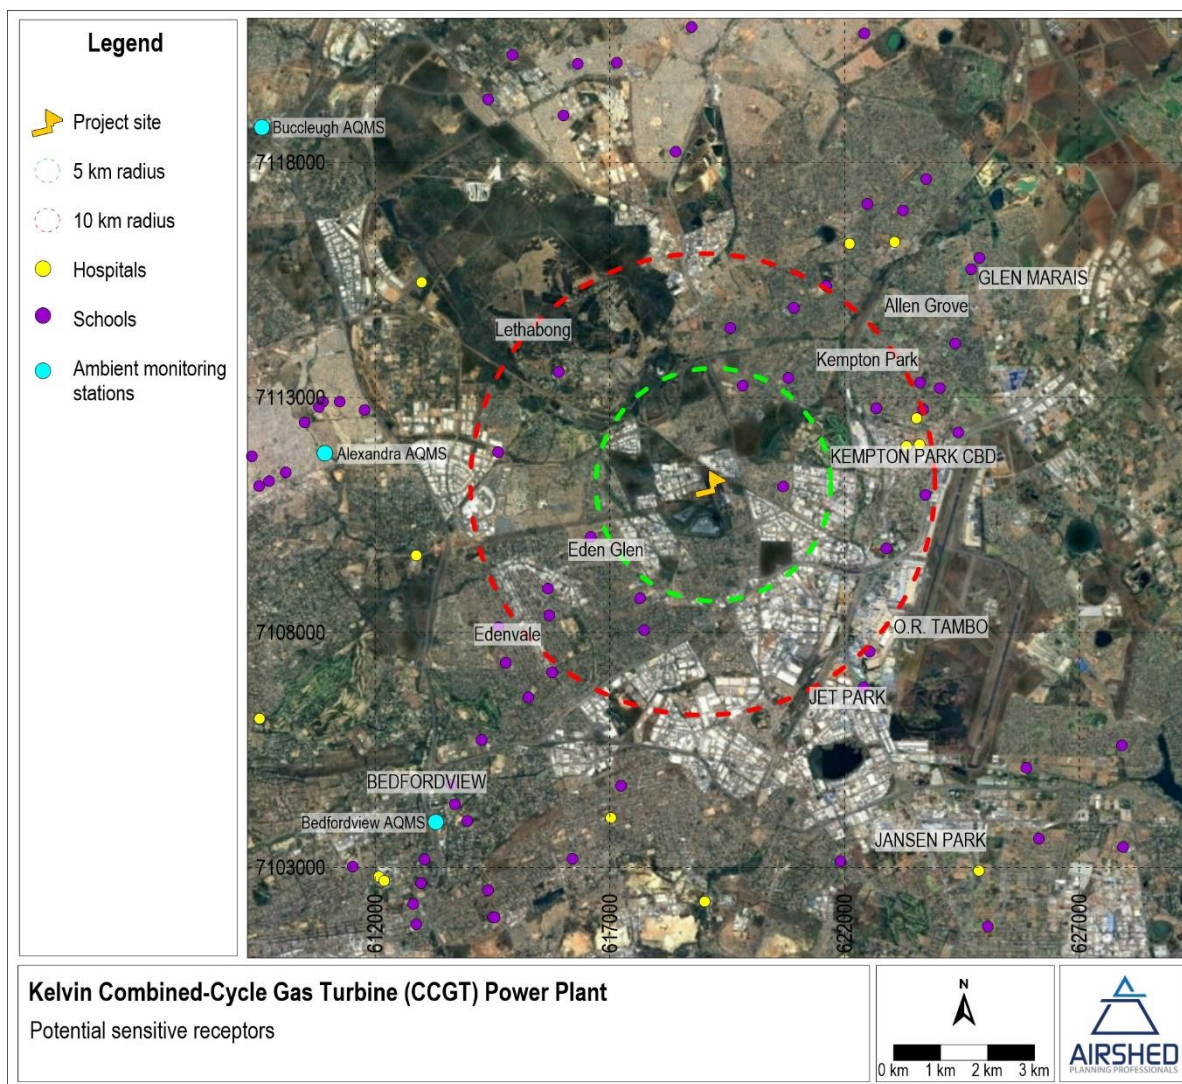 Legend
Project site
5 km radius
10 km radius
Hospitals
Schools
Ambient monitoring
stations
Buccleugh AQMS
7118000
GLEN MARAIS
Allen Grove
Lethabong
Kempton Park
7113000
Alexandra AQMS
KEMPTON PARK CBD
Eden Glen
7108000
Edenvale
O.R. TAMBO
JET PARK
BEDFORDVIEW
Bedfordview AQMS
JANSEN PARK
7103000
612000
617000
622000
627000
Kelvin Combined-Cycle Gas Turbine (CCGT) Power Plant
Potential sensitive receptors
N
0 km 1 km 2 km 3 km
AIRSHED
PLANNING PROFESSIONALS